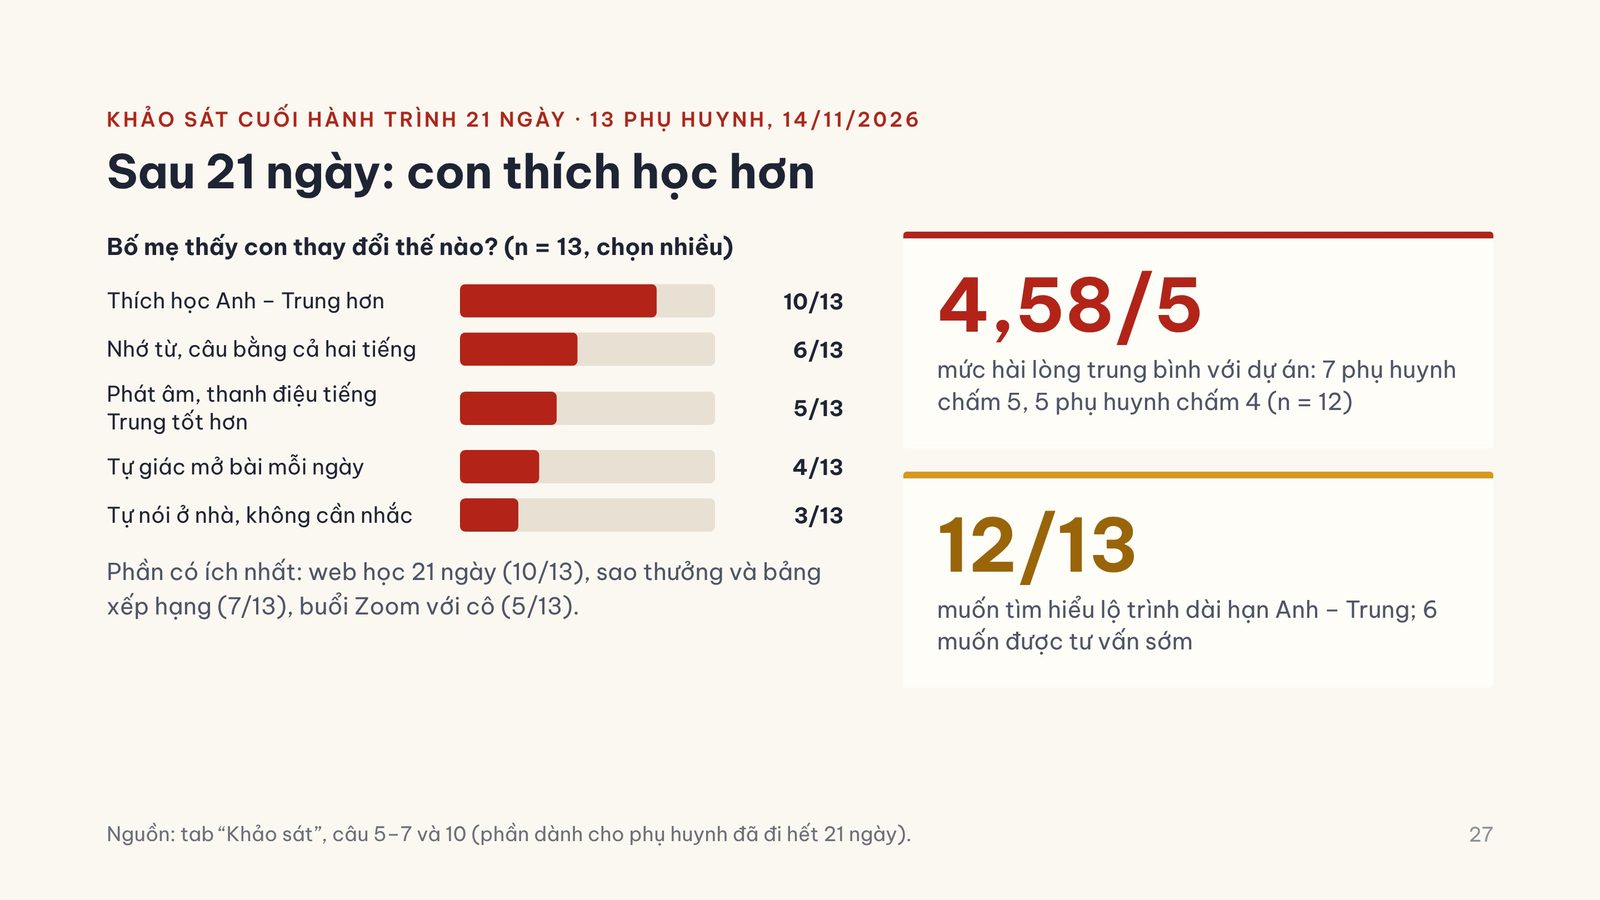 KHẢO SÁT CUỐI HÀNH TRÌNH 21 NGÀY · 13 PHỤ HUYNH, 14/11/2026
Sau 21 ngày: con thích học hơn
Bố mẹ thấy con thay đổi thế nào? (n = 13, chọn nhiều)
Thích học Anh – Trung hơn 10/13
Nhớ từ, câu bằng cả hai tiếng 6/13
Phát âm, thanh điệu tiếng
Trung tốt hơn 5/13
Tự giác mở bài mỗi ngày 4/13
Tự nói ở nhà, không cần nhắc 3/13
Phần có ích nhất: web học 21 ngày (10/13), sao thưởng và bảng
xếp hạng (7/13), buổi Zoom với cô (5/13).
4,58/5
mức hài lòng trung bình với dự án: 7 phụ huynh
chấm 5, 5 phụ huynh chấm 4 (n = 12)
12/13
muốn tìm hiểu lộ trình dài hạn Anh – Trung; 6
muốn được tư vấn sớm
Nguồn: tab “Khảo sát”, câu 5–7 và 10 (phần dành cho phụ huynh đã đi hết 21 ngày).
27